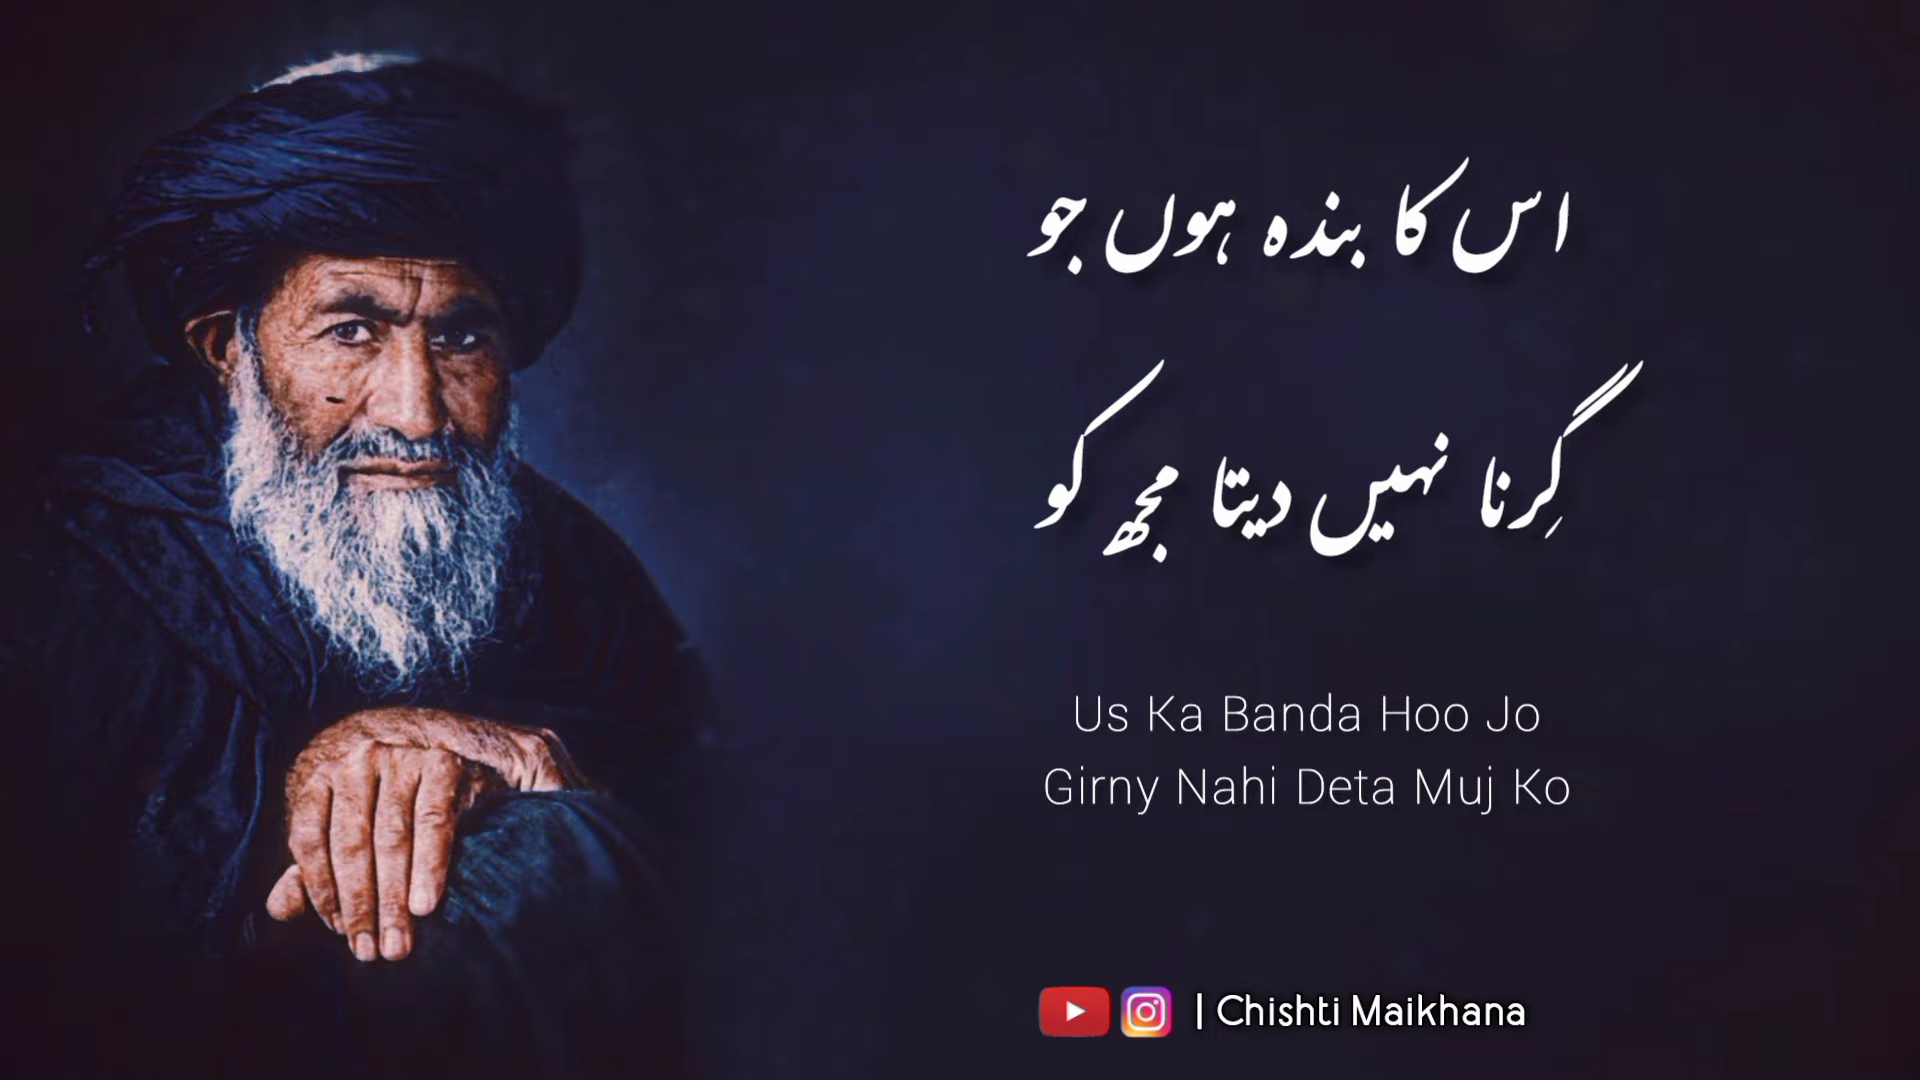 اس کا بندہ ہوں جو
گِرنا نہیں دیتا مجھ کو
Us Ka Banda Hoo Jo
Girny Nahi Deta Muj Ko
| Chishti Maikhana